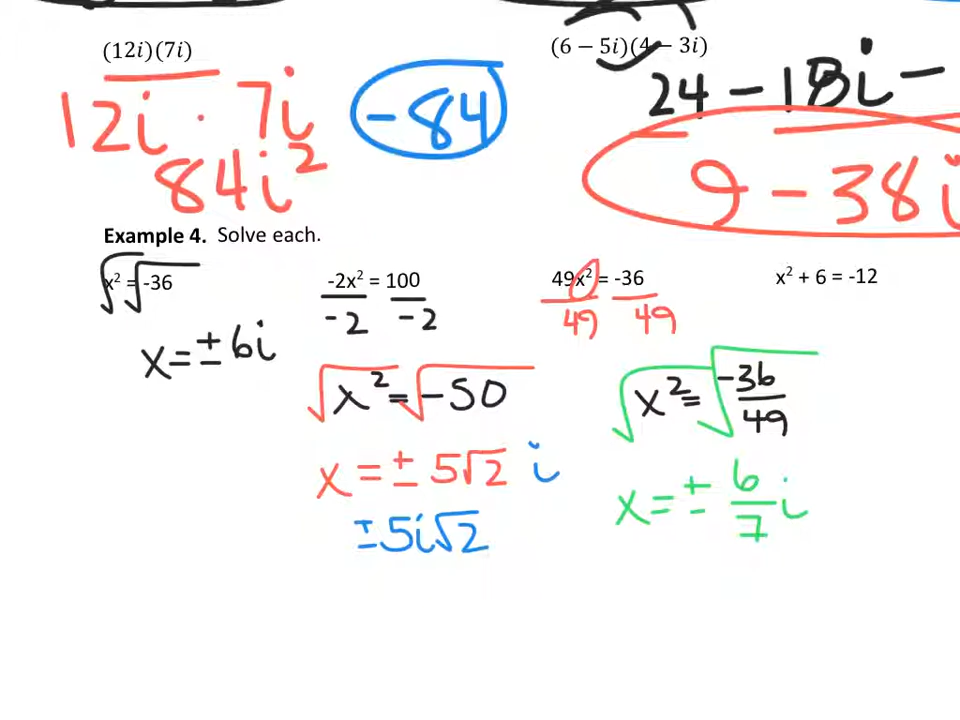 (12i)(7i)
(6 − 5i)(4 − 3i)
12i · 7i
-84
24 - 18i -
84i²
9 - 38i
Example 4. Solve each.
x² = -36
-2x² = 100
49x² = -36
x² + 6 = -12
-2 -2
49 49
x = ± 6i
√x² = √-50
√x² = √-36/49
x = ± 5√2 i
x = ± 6/7 i
±5i√2